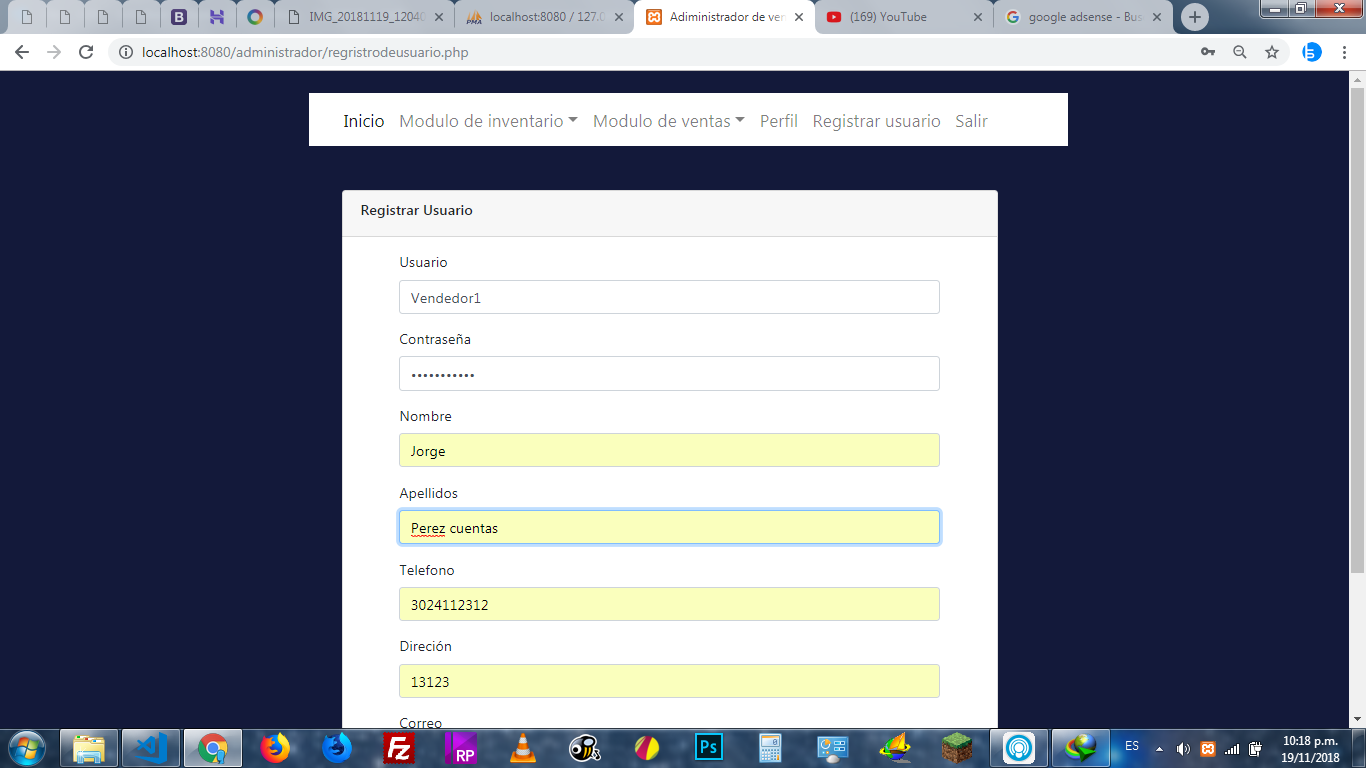 IMG_20181119_12040
localhost:8080 / 127.0
Adiministrador de ven
(169) YouTube
google adsense - Bus
localhost:8080/administrador/regristrodeusuario.php
Inicio Modulo de inventario Modulo de ventas Perfil Registrar usuario Salir
Registrar Usuario
Usuario
Vendedor1
Contraseña
•••••••••••
Nombre
Jorge
Apellidos
Perez cuentas
Telefono
3024112312
Direción
13123
Correo
ES
10:18 p.m.
19/11/2018